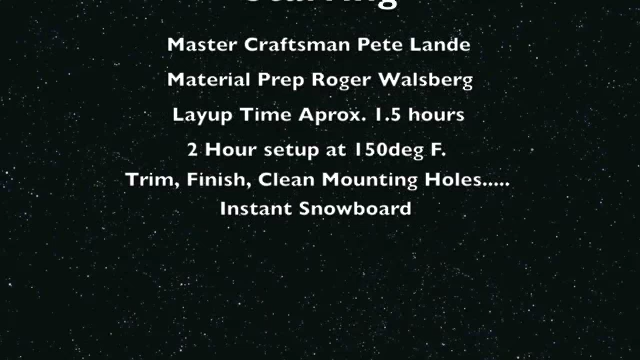 Starring
Master Craftsman Pete Lande
Material Prep Roger Walsberg
Layup Time Aprox. 1.5 hours
2 Hour setup at 150deg F.
Trim, Finish, Clean Mounting Holes.....
Instant Snowboard